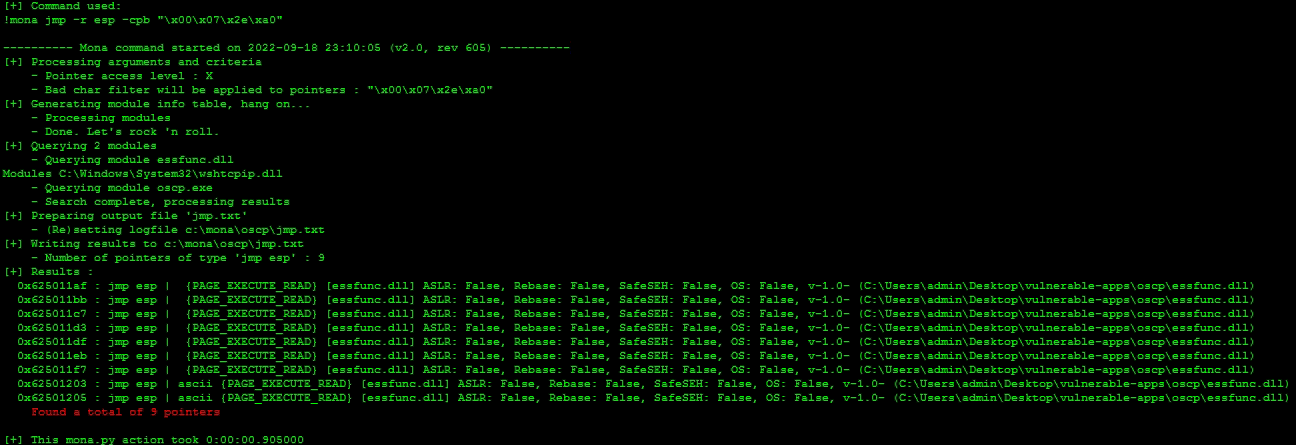 [+] Command used:
!mona jmp -r esp -cpb "\x00\x07\x2e\xa0"
---------- Mona command started on 2022-09-18 23:10:05 (v2.0, rev 605) ----------
[+] Processing arguments and criteria
    - Pointer access level : X
    - Bad char filter will be applied to pointers : "\x00\x07\x2e\xa0"
[+] Generating module info table, hang on...
    - Processing modules
    - Done. Let's rock 'n roll.
[+] Querying 2 modules
    - Querying module essfunc.dll
Modules C:\Windows\System32\wshtcpip.dll
    - Querying module oscp.exe
    - Search complete, processing results
[+] Preparing output file 'jmp.txt'
    - (Re)setting logfile c:\mona\oscp\jmp.txt
[+] Writing results to c:\mona\oscp\jmp.txt
    - Number of pointers of type 'jmp esp' : 9
[+] Results :
  0x625011af : jmp esp |  {PAGE_EXECUTE_READ} [essfunc.dll] ASLR: False, Rebase: False, SafeSEH: False, OS: False, v-1.0- (C:\Users\admin\Desktop\vulnerable-apps\oscp\essfunc.dll)
  0x625011bb : jmp esp |  {PAGE_EXECUTE_READ} [essfunc.dll] ASLR: False, Rebase: False, SafeSEH: False, OS: False, v-1.0- (C:\Users\admin\Desktop\vulnerable-apps\oscp\essfunc.dll)
  0x625011c7 : jmp esp |  {PAGE_EXECUTE_READ} [essfunc.dll] ASLR: False, Rebase: False, SafeSEH: False, OS: False, v-1.0- (C:\Users\admin\Desktop\vulnerable-apps\oscp\essfunc.dll)
  0x625011d3 : jmp esp |  {PAGE_EXECUTE_READ} [essfunc.dll] ASLR: False, Rebase: False, SafeSEH: False, OS: False, v-1.0- (C:\Users\admin\Desktop\vulnerable-apps\oscp\essfunc.dll)
  0x625011df : jmp esp |  {PAGE_EXECUTE_READ} [essfunc.dll] ASLR: False, Rebase: False, SafeSEH: False, OS: False, v-1.0- (C:\Users\admin\Desktop\vulnerable-apps\oscp\essfunc.dll)
  0x625011eb : jmp esp |  {PAGE_EXECUTE_READ} [essfunc.dll] ASLR: False, Rebase: False, SafeSEH: False, OS: False, v-1.0- (C:\Users\admin\Desktop\vulnerable-apps\oscp\essfunc.dll)
  0x625011f7 : jmp esp |  {PAGE_EXECUTE_READ} [essfunc.dll] ASLR: False, Rebase: False, SafeSEH: False, OS: False, v-1.0- (C:\Users\admin\Desktop\vulnerable-apps\oscp\essfunc.dll)
  0x62501203 : jmp esp | ascii {PAGE_EXECUTE_READ} [essfunc.dll] ASLR: False, Rebase: False, SafeSEH: False, OS: False, v-1.0- (C:\Users\admin\Desktop\vulnerable-apps\oscp\essfunc.dll)
  0x62501205 : jmp esp | ascii {PAGE_EXECUTE_READ} [essfunc.dll] ASLR: False, Rebase: False, SafeSEH: False, OS: False, v-1.0- (C:\Users\admin\Desktop\vulnerable-apps\oscp\essfunc.dll)
    Found a total of 9 pointers
[+] This mona.py action took 0:00:00.905000